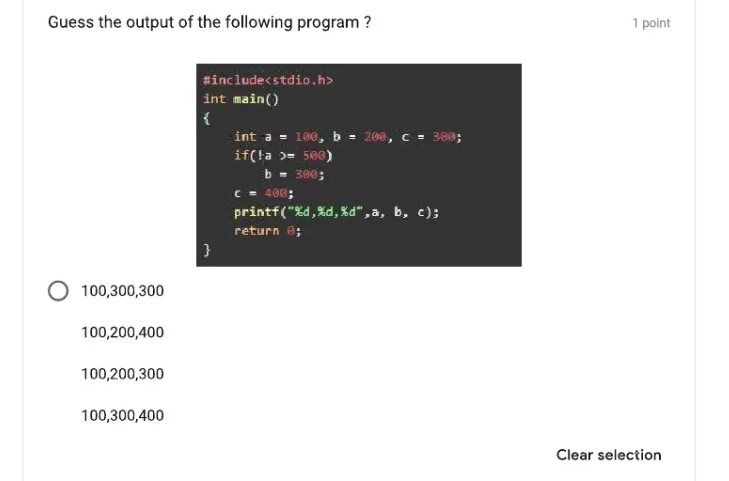 Guess the output of the following program ?
1 point
#include<stdio.h>
int main()
{
int a = 100, b = 200, c = 300;
if(!a >= 500)
b = 300;
c = 400;
printf("%d,%d,%d",a, b, c);
return 0;
}
100,300,300
100,200,400
100,200,300
100,300,400
Clear selection